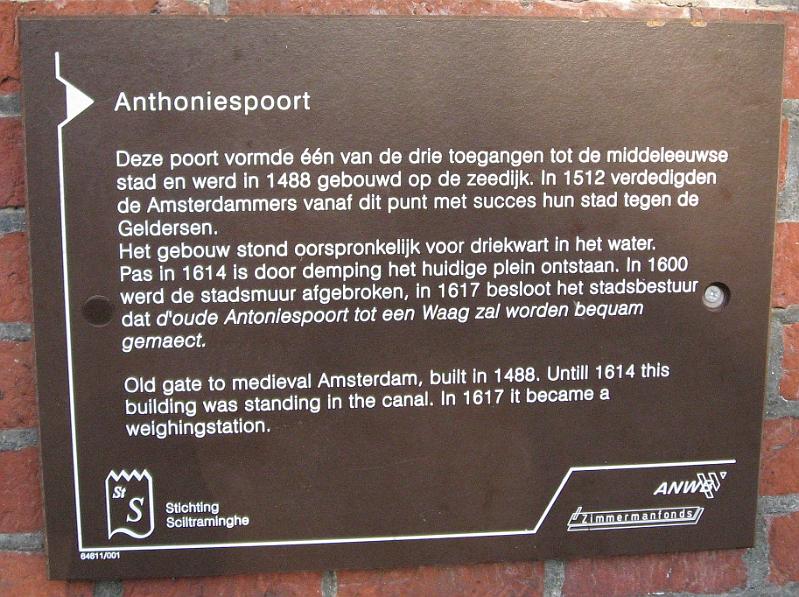 Anthoniespoort
Deze poort vormde één van de drie toegangen tot de middeleeuwse
stad en werd in 1488 gebouwd op de zeedijk. In 1512 verdedigden
de Amsterdammers vanaf dit punt met succes hun stad tegen de
Geldersen.
Het gebouw stond oorspronkelijk voor driekwart in het water.
Pas in 1614 is door demping het huidige plein ontstaan. In 1600
werd de stadsmuur afgebroken, in 1617 besloot het stadsbestuur
dat d'oude Antoniespoort tot een Waag zal worden bequam
gemaect.
Old gate to medieval Amsterdam, built in 1488. Untill 1614 this
building was standing in the canal. In 1617 it became a
weighingstation.
St
S
Stichting
Sciltraminghe
ANWB
Zimmermanfonds
64611/001